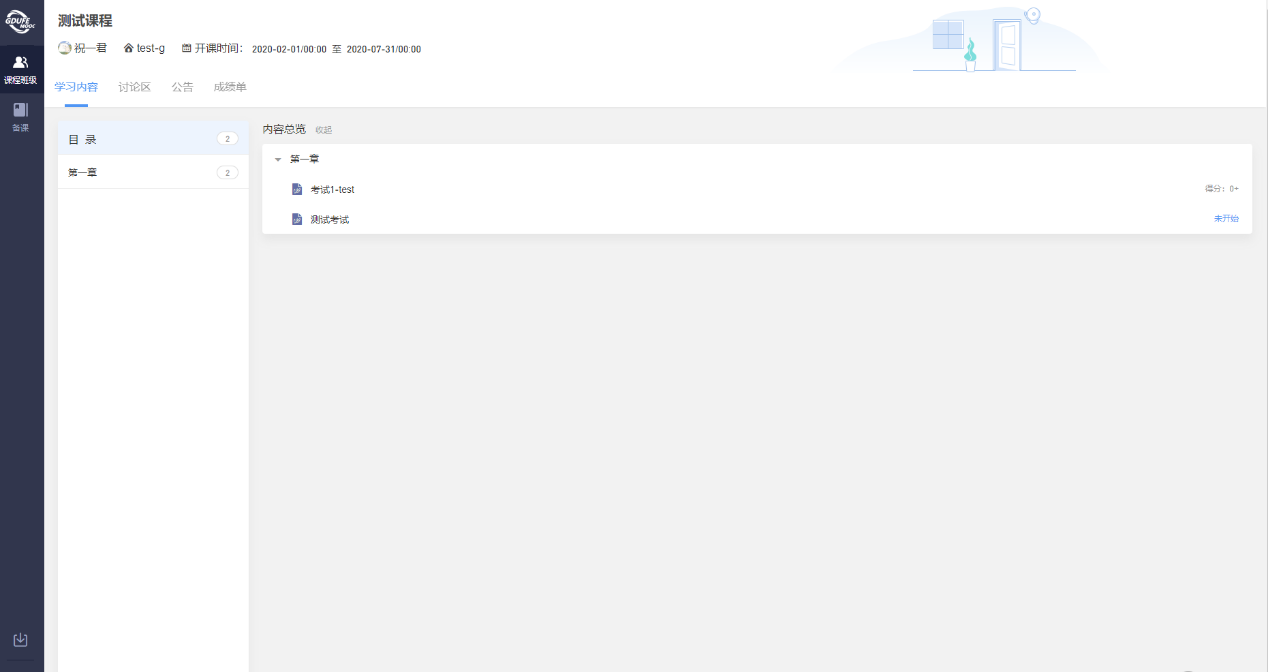 GDUFE
MOOC
课程班级
备课
测试课程
祝一君 test-g 开课时间: 2020-02-01/00:00 至 2020-07-31/00:00
学习内容 讨论区 公告 成绩单
目 录 2
第一章 2
内容总览 收起
第一章
考试1-test 得分: 0+
测试考试 未开始